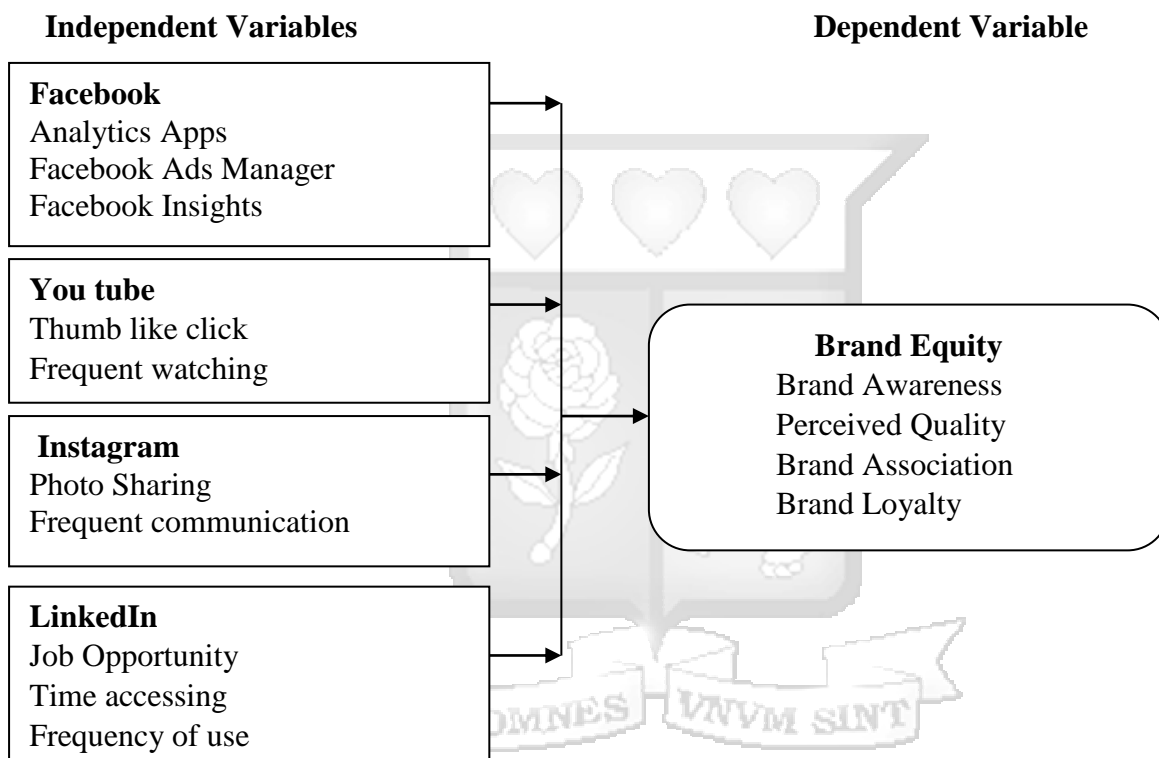 Independent Variables
Dependent Variable
Facebook
Analytics Apps
Facebook Ads Manager
Facebook Insights
You tube
Thumb like click
Frequent watching
Instagram
Photo Sharing
Frequent communication
LinkedIn
Job Opportunity
Time accessing
Frequency of use
Brand Equity
Brand Awareness
Perceived Quality
Brand Association
Brand Loyalty
OMNES VNVM SINT